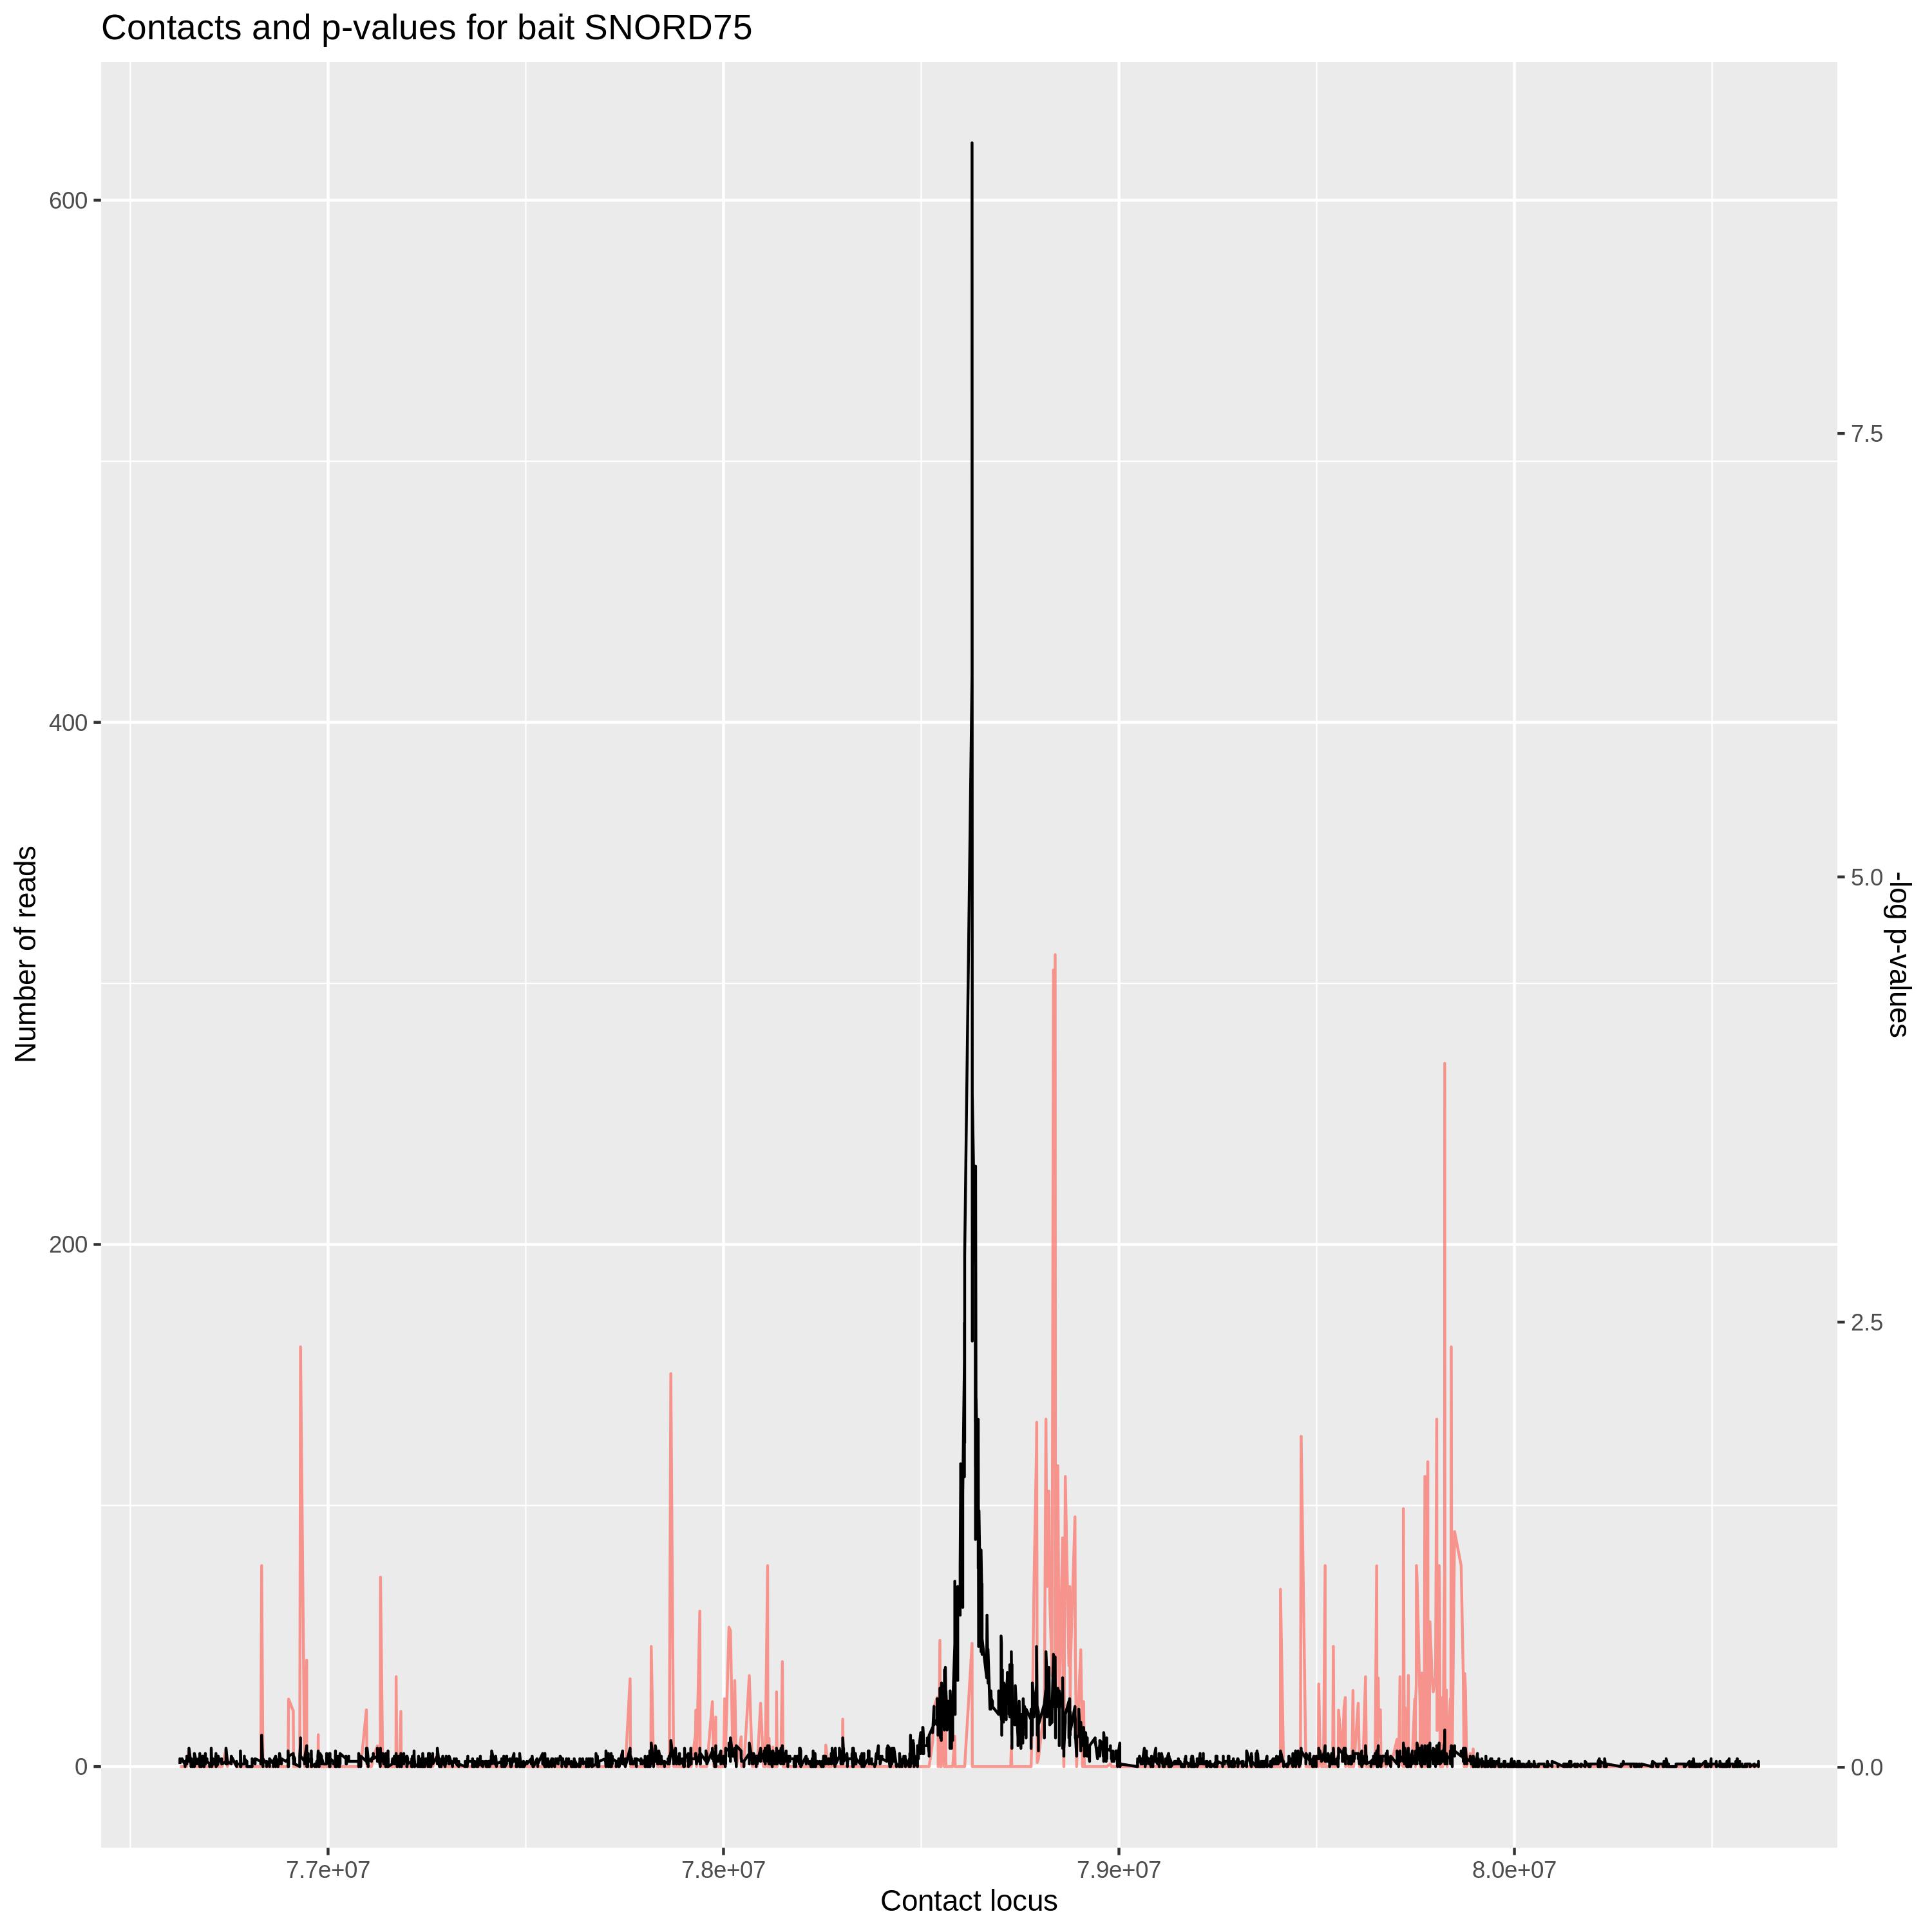 Contacts and p-values for bait SNORD75
Number of reads
600
400
200
0
7.5
5.0
2.5
0.0
-log p-values
7.7e+07
7.8e+07
7.9e+07
8.0e+07
Contact locus